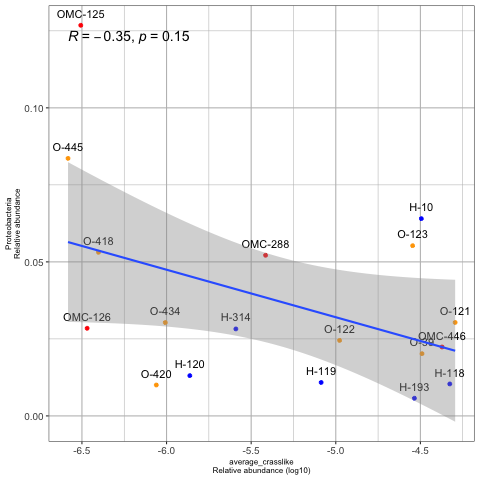 OMC-125
R = −0.35, p = 0.15
0.10
O-445
H-10
O-123
O-418
OMC-288
0.05
OMC-126
O-434
H-314
O-121
O-122
OMC-446
H-120
O-420
H-119
H-118
H-193
0.00
-6.5
-6.0
-5.5
-5.0
-4.5
Proteobacteria
Relative abundance
average_crasslike
Relative abundance (log10)